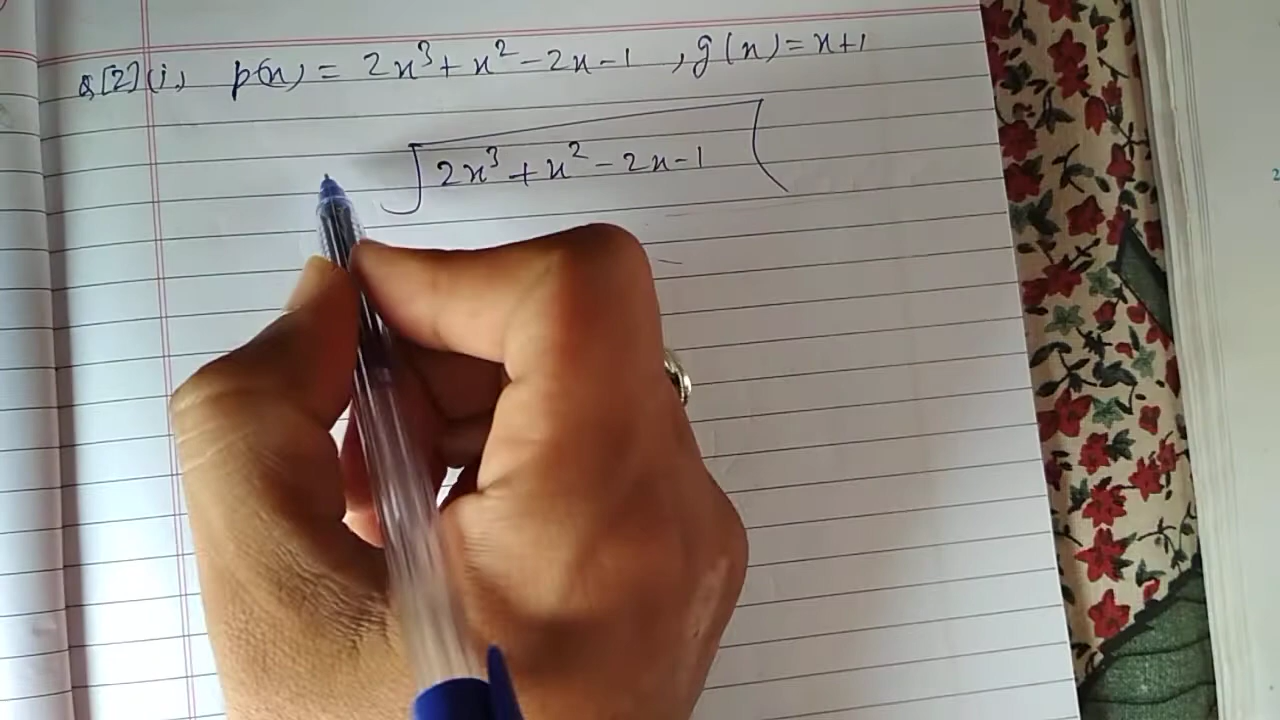 Q[2](i) p(x) = 2x³ + x² - 2x - 1 , g(x) = x+1
2x³ + x² - 2x - 1